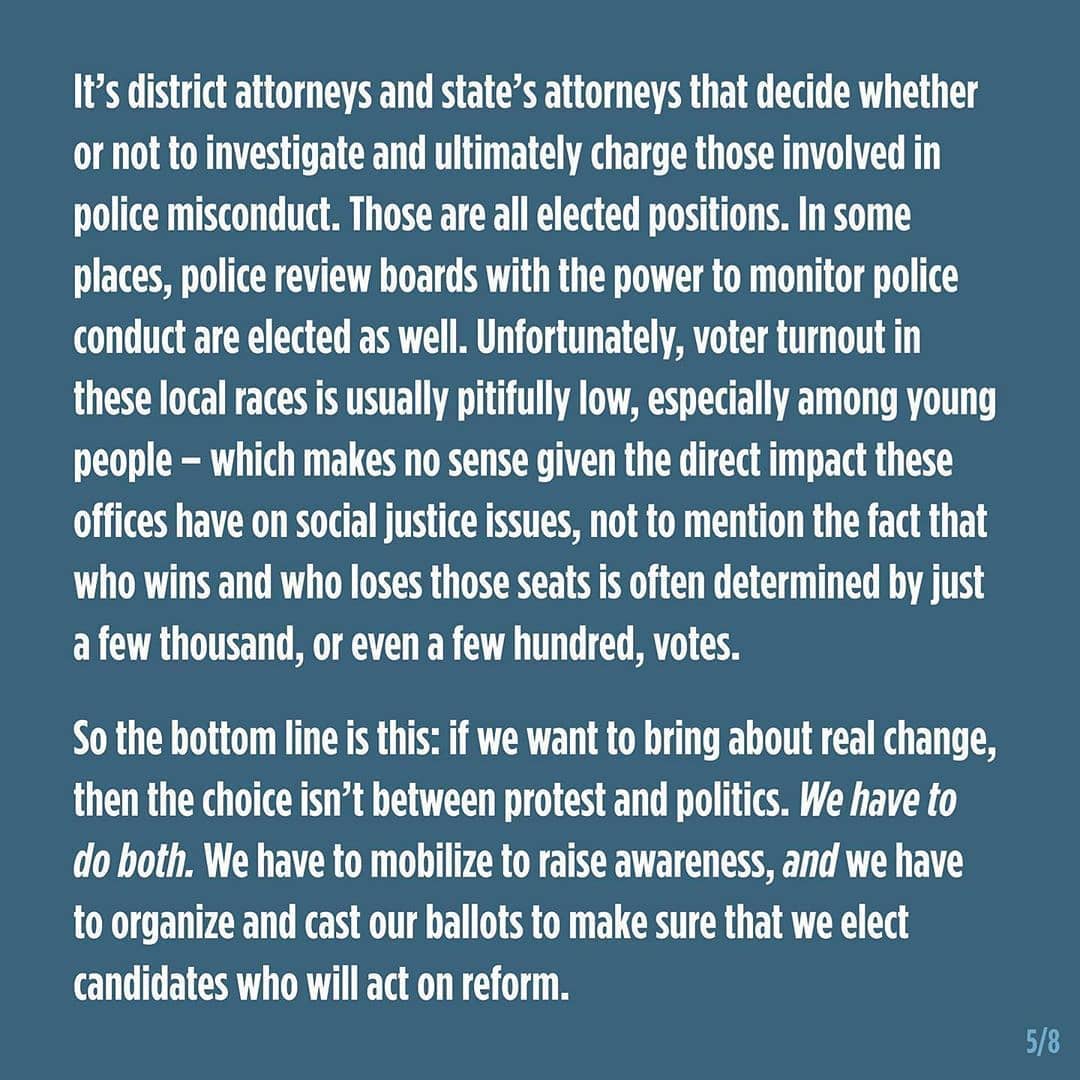 It’s district attorneys and state’s attorneys that decide whether
or not to investigate and ultimately charge those involved in
police misconduct. Those are all elected positions. In some
places, police review boards with the power to monitor police
conduct are elected as well. Unfortunately, voter turnout in
these local races is usually pitifully low, especially among young
people – which makes no sense given the direct impact these
offices have on social justice issues, not to mention the fact that
who wins and who loses those seats is often determined by just
a few thousand, or even a few hundred, votes.
So the bottom line is this: if we want to bring about real change,
then the choice isn’t between protest and politics. We have to
do both. We have to mobilize to raise awareness, and we have
to organize and cast our ballots to make sure that we elect
candidates who will act on reform.
5/8